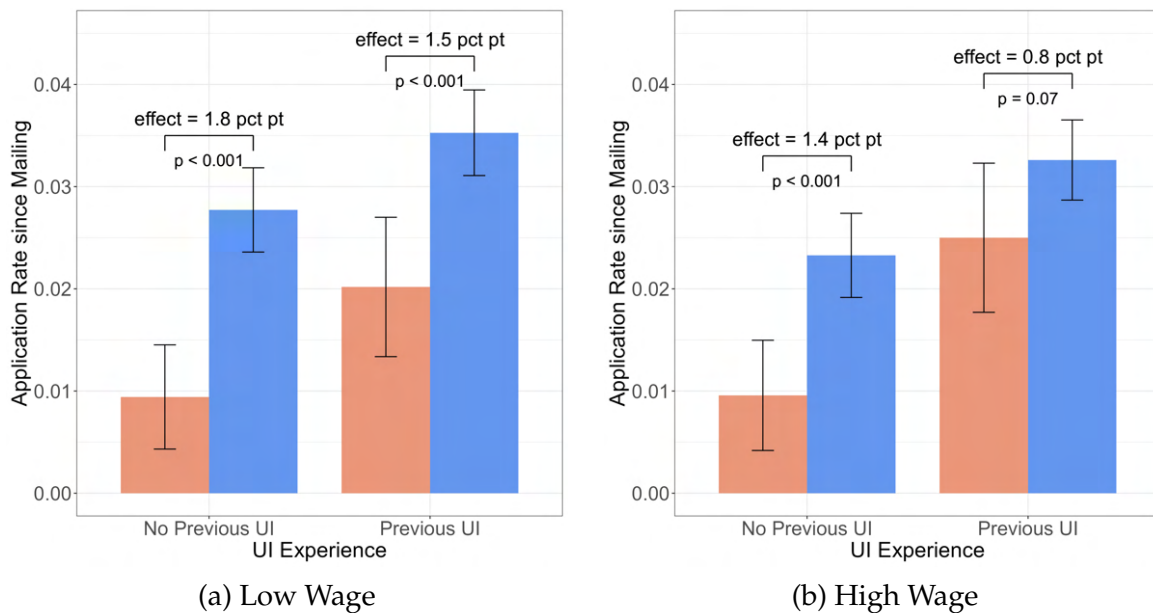 effect = 1.5 pct pt
p < 0.001
effect = 1.8 pct pt
p < 0.001
0.04
0.03
0.02
0.01
0.00
Application Rate since Mailing
No Previous UI
Previous UI
UI Experience
(a) Low Wage
effect = 0.8 pct pt
p = 0.07
effect = 1.4 pct pt
p < 0.001
0.04
0.03
0.02
0.01
0.00
Application Rate since Mailing
No Previous UI
Previous UI
UI Experience
(b) High Wage